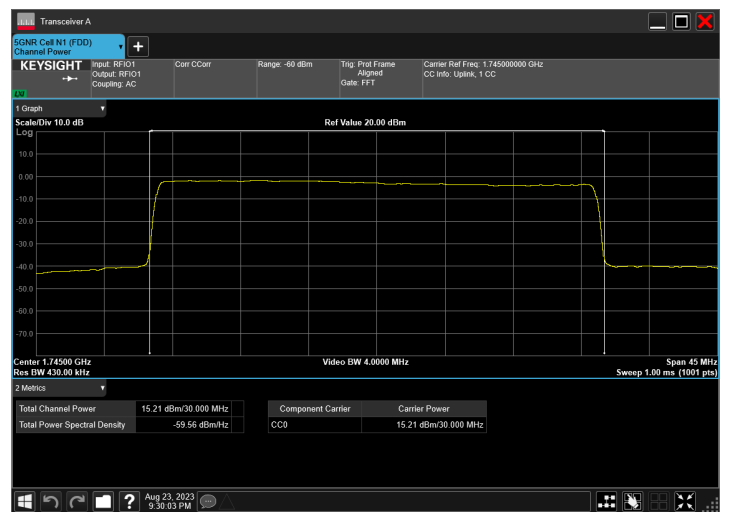 Transceiver A
5GNR Cell N1 (FDD)
Channel Power
KEYSIGHT
LXI
Input: RFIO1
Output: RFIO1
Coupling: AC
Corr CCorr
Range: -60 dBm
Trig: Prot Frame
Aligned
Gate: FFT
Carrier Ref Freq: 1.745000000 GHz
CC Info: Uplink, 1 CC
1 Graph
Scale/Div 10.0 dB
Ref Value 20.00 dBm
Log
10.0
0.00
-10.0
-20.0
-30.0
-40.0
-50.0
-60.0
-70.0
Center 1.74500 GHz
Video BW 4.0000 MHz
Span 45 MHz
Res BW 430.00 kHz
Sweep 1.00 ms (1001 pts)
2 Metrics
Total Channel Power 15.21 dBm/30.000 MHz
Total Power Spectral Density -59.56 dBm/Hz
Component Carrier Carrier Power
CC0 15.21 dBm/30.000 MHz
?
Aug 23, 2023
9:30:03 PM